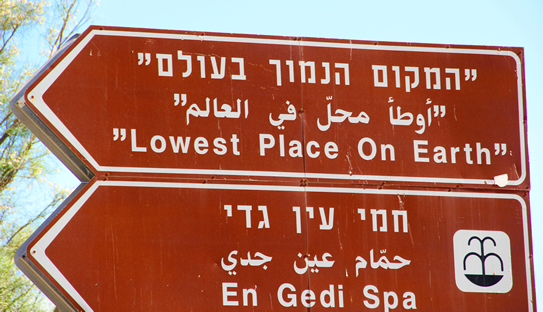 "המקום הנמוך בעולם"
"أوطأ محلّ في العالم"
"Lowest Place On Earth"
חמי עין גדי
حمّام عين جدي
En Gedi Spa